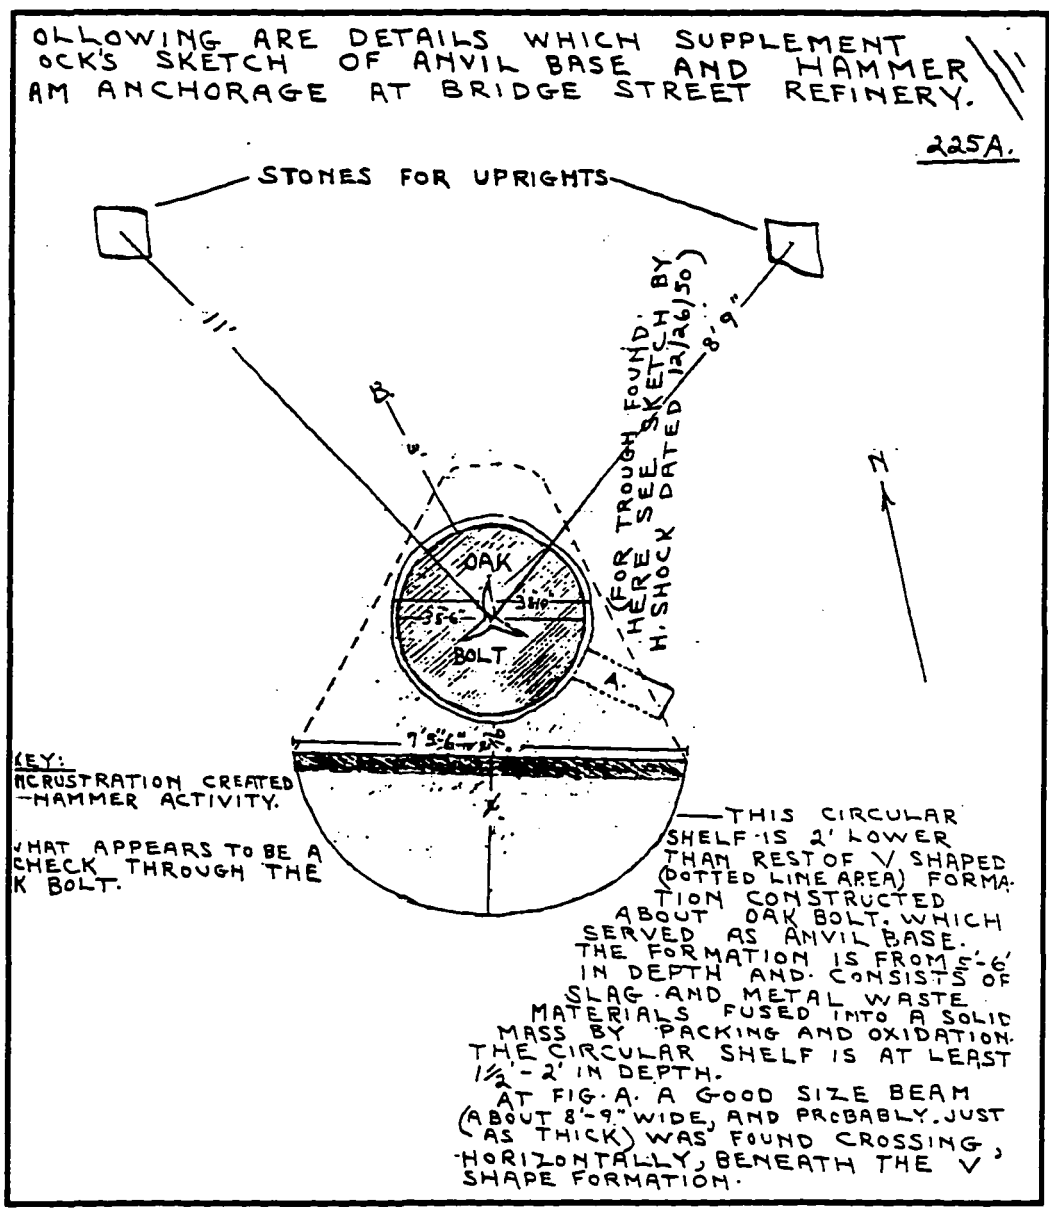 OLLOWING ARE DETAILS WHICH SUPPLEMENT
OCK'S SKETCH OF ANVIL BASE AND HAMMER
AM ANCHORAGE AT BRIDGE STREET REFINERY.
225A.
STONES FOR UPRIGHTS
11'
8'9"
(FOR TROUGH FOUND.
HERE SEE SKETCH BY
H. SHOCK DATED 12/26/50)
B.
N
OAK
BOLT
A.
KEY:
NCRUSTRATION CREATED
HAMMER ACTIVITY.
WHAT APPEARS TO BE A
CHECK THROUGH THE
K BOLT.
THIS CIRCULAR
SHELF IS 2' LOWER
THAN REST OF V SHAPED
(DOTTED LINE AREA) FORMA-
TION CONSTRUCTED
ABOUT OAK BOLT. WHICH
SERVED AS ANVIL BASE.
THE FORMATION IS FROM 5'-6'
IN DEPTH AND CONSISTS OF
SLAG AND METAL WASTE
MATERIALS FUSED INTO A SOLID
MASS BY PACKING AND OXIDATION.
THE CIRCULAR SHELF IS AT LEAST
1½'-2' IN DEPTH.
AT FIG. A. A GOOD SIZE BEAM
(ABOUT 8'-9" WIDE, AND PROBABLY JUST
AS THICK) WAS FOUND CROSSING,
HORIZONTALLY, BENEATH THE V
SHAPE FORMATION.